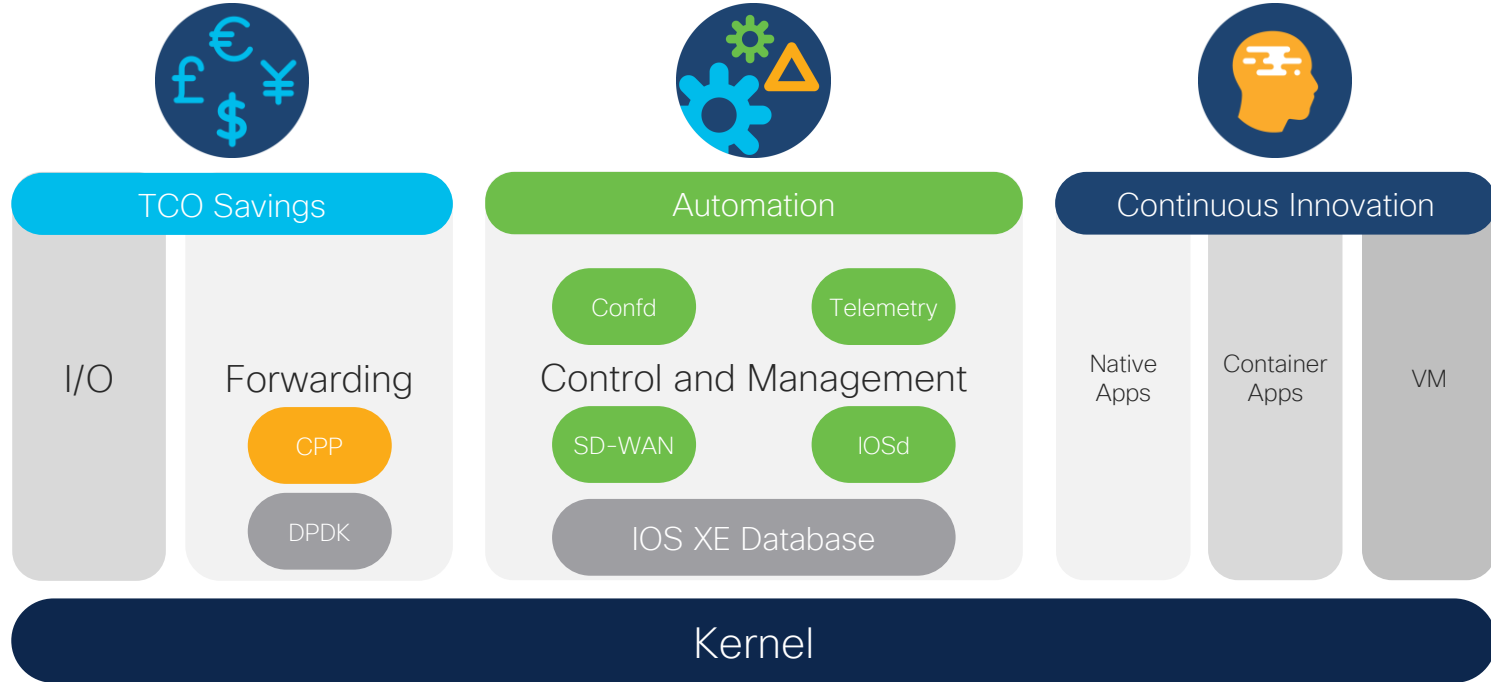 €
£
¥
$
TCO Savings
Automation
Continuous Innovation
I/O
Forwarding
CPP
DPDK
Confd
Telemetry
Control and Management
SD-WAN
IOSd
IOS XE Database
Native
Apps
Container
Apps
VM
Kernel